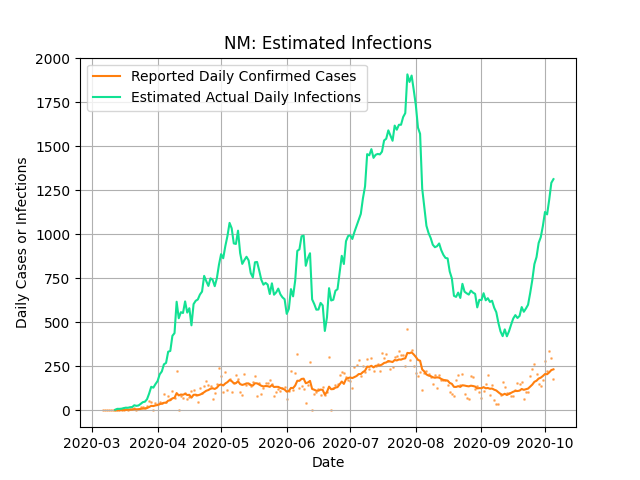 NM: Estimated Infections
Reported Daily Confirmed Cases
Estimated Actual Daily Infections
Daily Cases or Infections
2000
1750
1500
1250
1000
750
500
250
0
2020-03 2020-04 2020-05 2020-06 2020-07 2020-08 2020-09 2020-10
Date